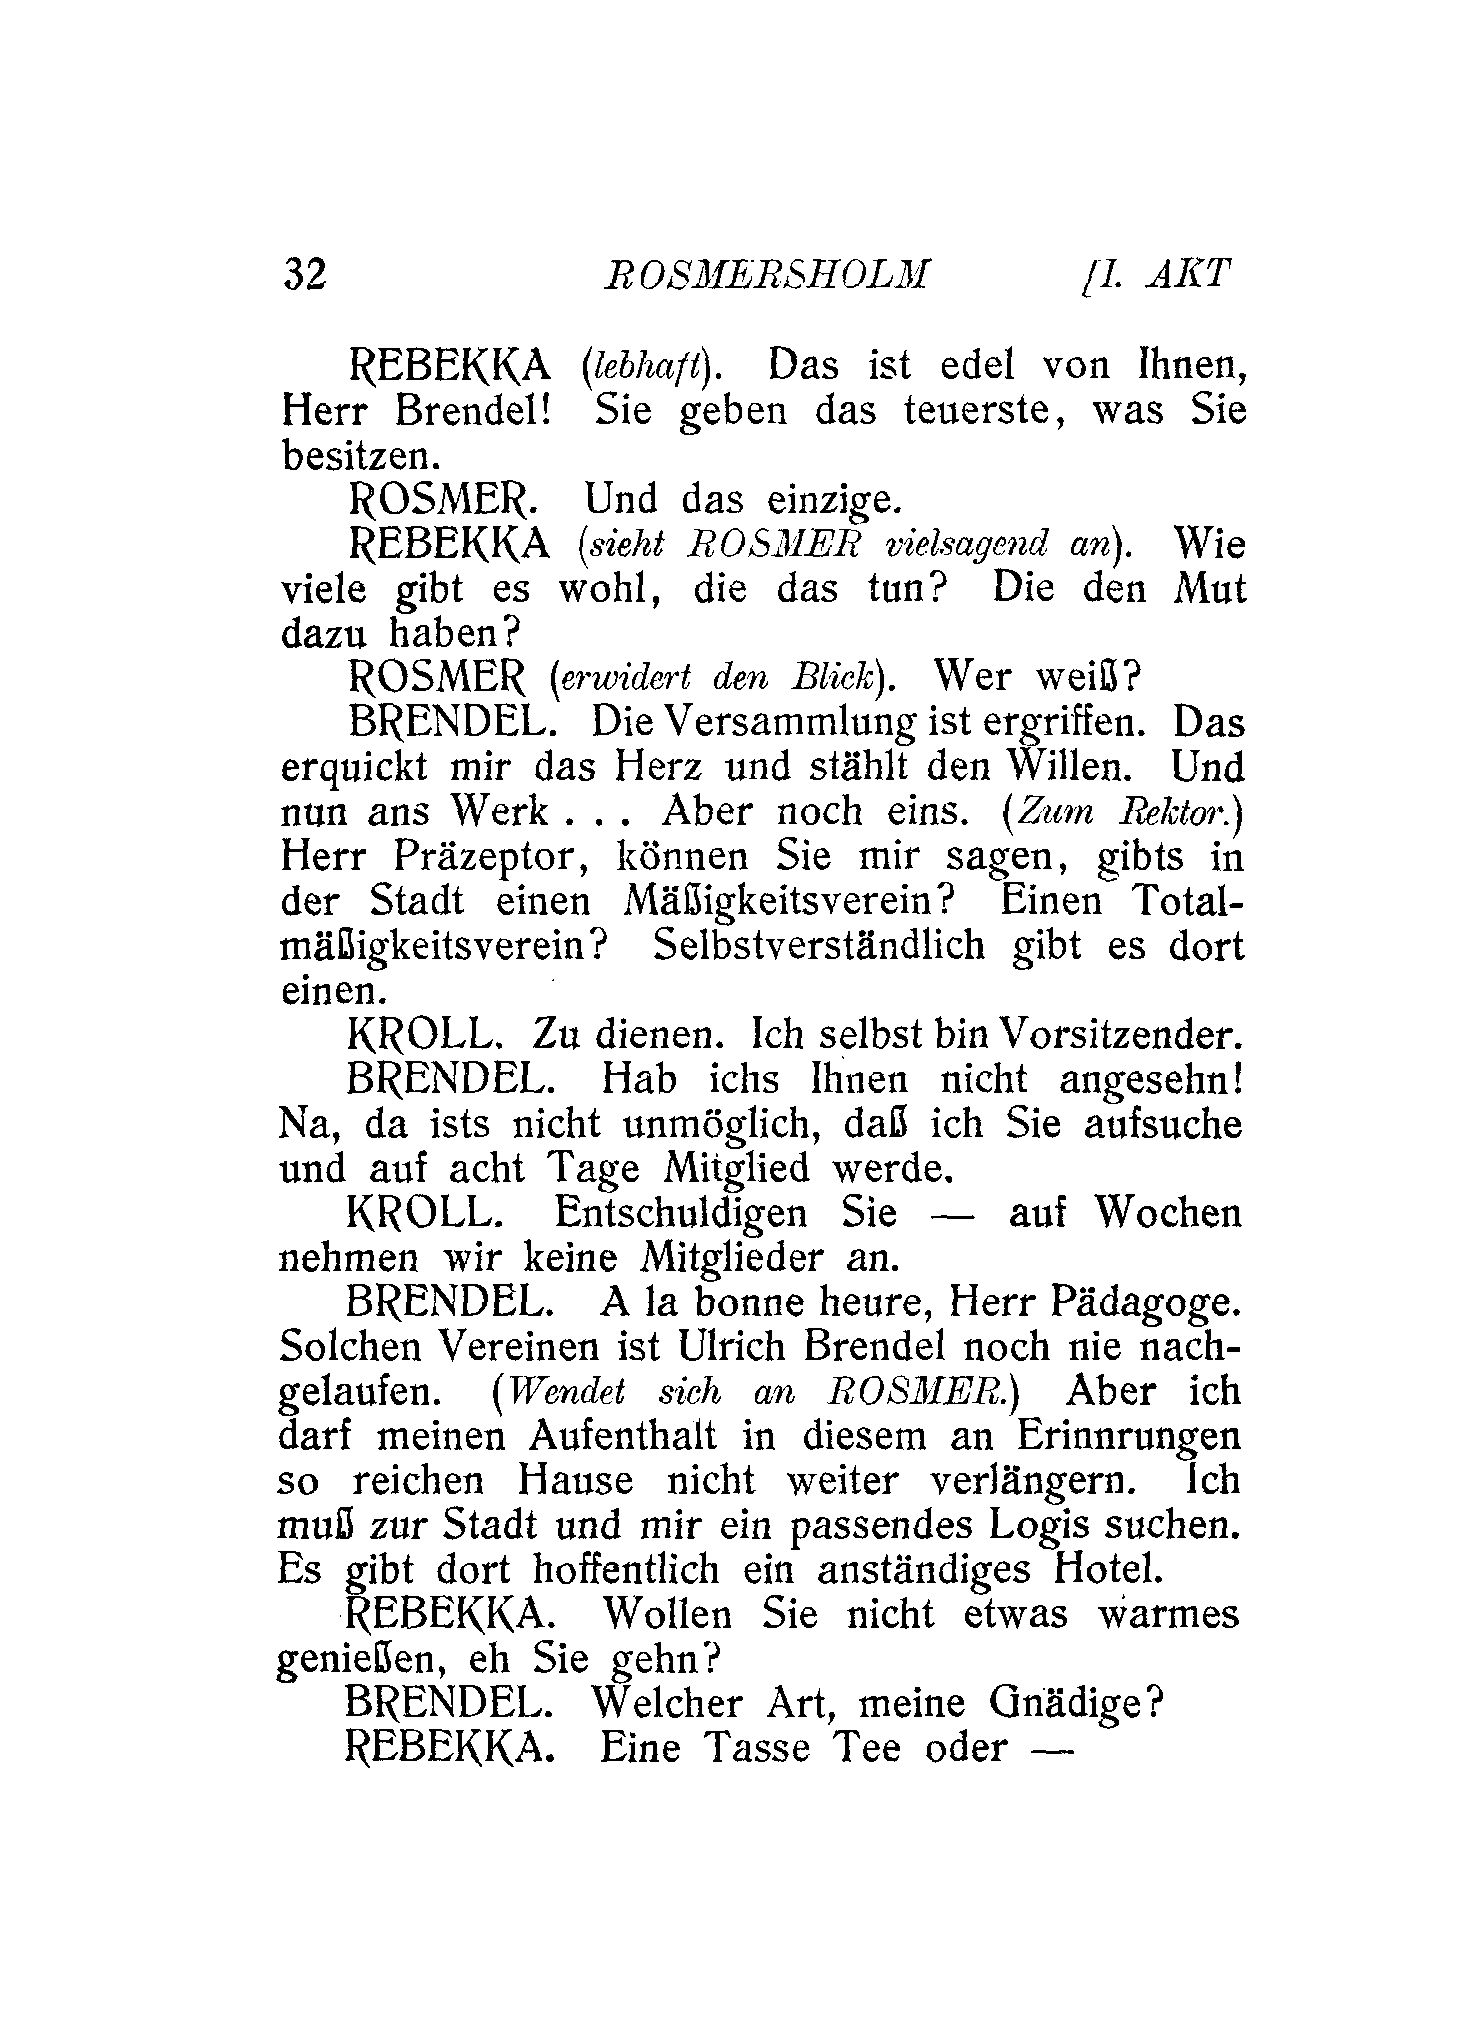 32 ROSMERSHOLM [I. AKT
REBEKKA (lebhaft). Das ist edel von Ihnen,
Herr Brendel! Sie geben das teuerste, was Sie
besitzen.
ROSMER. Und das einzige.
REBEKKA (sieht ROSMER vielsagend an). Wie
viele gibt es wohl, die das tun? Die den Mut
dazu haben?
ROSMER (erwidert den Blick). Wer weiß?
BRENDEL. Die Versammlung ist ergriffen. Das
erquickt mir das Herz und stählt den Willen. Und
nun ans Werk . . . Aber noch eins. (Zum Rektor.)
Herr Präzeptor, können Sie mir sagen, gibts in
der Stadt einen Mäßigkeitsverein? Einen Total-
mäßigkeitsverein? Selbstverständlich gibt es dort
einen.
KROLL. Zu dienen. Ich selbst bin Vorsitzender.
BRENDEL. Hab ichs Ihnen nicht angesehn!
Na, da ists nicht unmöglich, daß ich Sie aufsuche
und auf acht Tage Mitglied werde.
KROLL. Entschuldigen Sie — auf Wochen
nehmen wir keine Mitglieder an.
BRENDEL. A la bonne heure, Herr Pädagoge.
Solchen Vereinen ist Ulrich Brendel noch nie nach-
gelaufen. (Wendet sich an ROSMER.) Aber ich
darf meinen Aufenthalt in diesem an Erinnrungen
so reichen Hause nicht weiter verlängern. Ich
muß zur Stadt und mir ein passendes Logis suchen.
Es gibt dort hoffentlich ein anständiges Hotel.
REBEKKA. Wollen Sie nicht etwas warmes
genießen, eh Sie gehn?
BRENDEL. Welcher Art, meine Gnädige?
REBEKKA. Eine Tasse Tee oder —